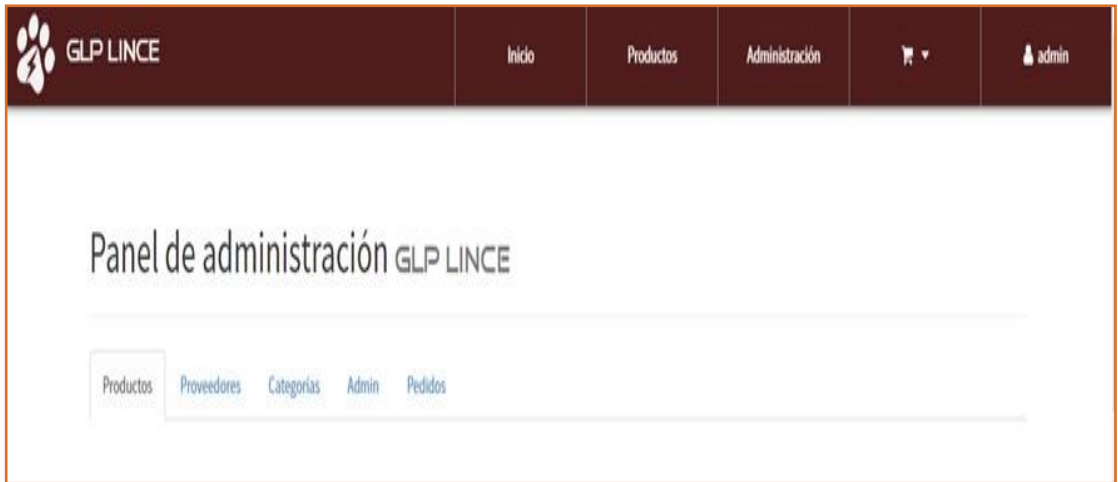 GLP LINCE Inicio Productos Administración admin
Panel de administración GLP LINCE
Productos Proveedores Categorías Admin Pedidos